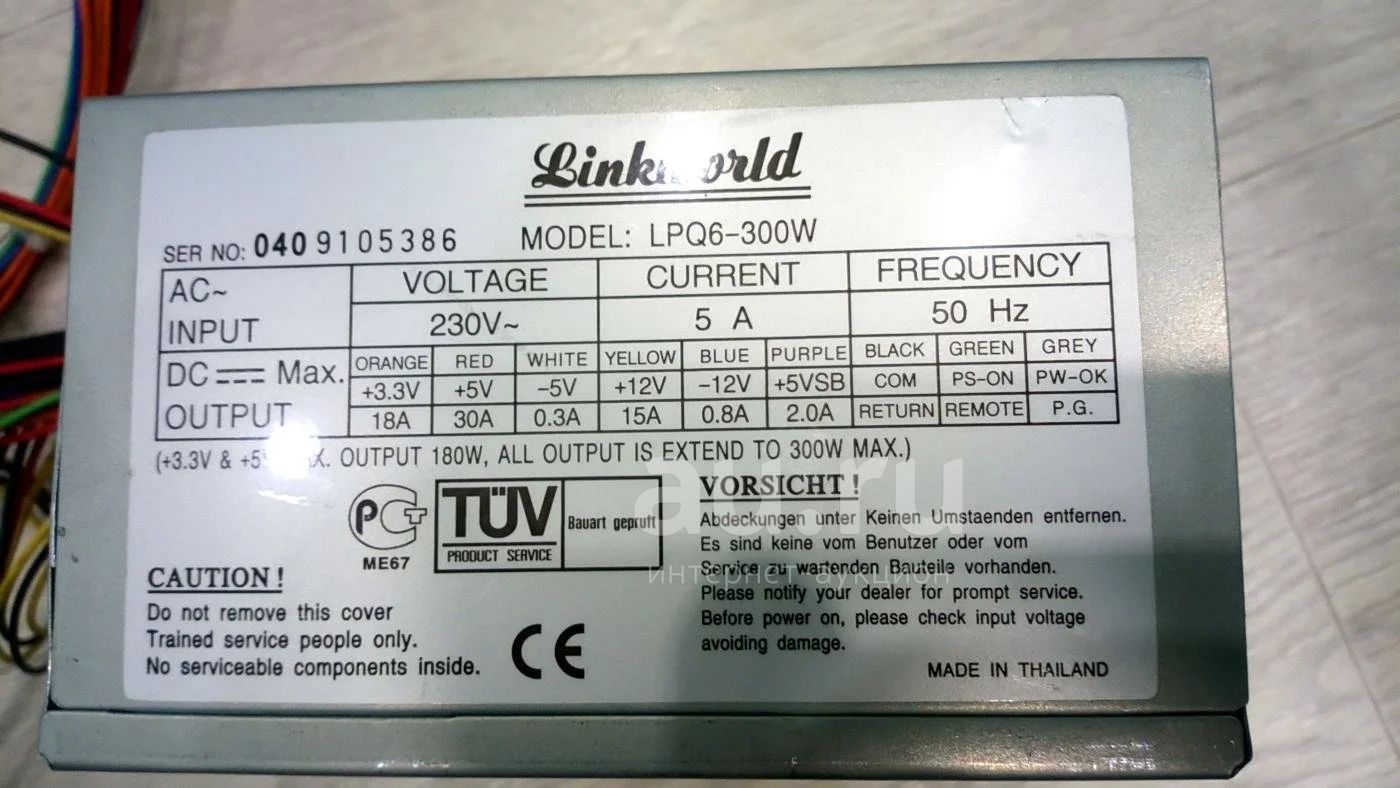 Linkworld
SER NO: 0409105386 MODEL: LPQ6-300W
AC~ INPUT VOLTAGE CURRENT FREQUENCY
230V~ 5 A 50 Hz
DC Max. OUTPUT ORANGE RED WHITE YELLOW BLUE PURPLE BLACK GREEN GREY
+3.3V +5V -5V +12V -12V +5VSB COM PS-ON PW-OK
18A 30A 0.3A 15A 0.8A 2.0A RETURN REMOTE P.G.
(+3.3V & OUTPUT 180W, ALL OUTPUT IS EXTEND TO 300W MAX.)
РСТ
ME67
TÜV
PRODUCT SERVICE
Bauart geprüft
VORSICHT!
Abdeckungen unter Keinen Umstaenden entfernen.
Es sind keine vom Benutzer oder vom
Service zu wartenden Bauteile vorhanden.
Please notify your dealer for prompt service.
Before power on, please check input voltage
avoiding damage.
CAUTION!
Do not remove this cover
Trained service people only.
No serviceable components inside.
CE
MADE IN THAILAND
au.ru
интернет аукцион